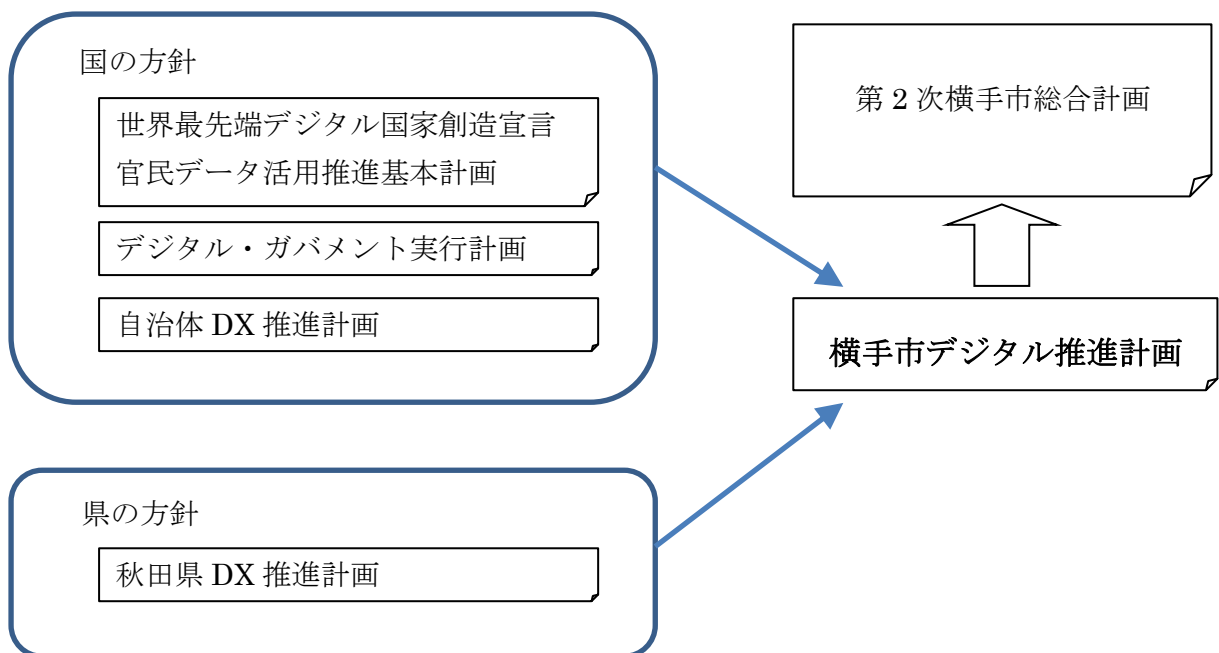 国の方針
世界最先端デジタル国家創造宣言
官民データ活用推進基本計画
デジタル・ガバメント実行計画
自治体 DX 推進計画
県の方針
秋田県 DX 推進計画
第 2 次横手市総合計画
横手市デジタル推進計画